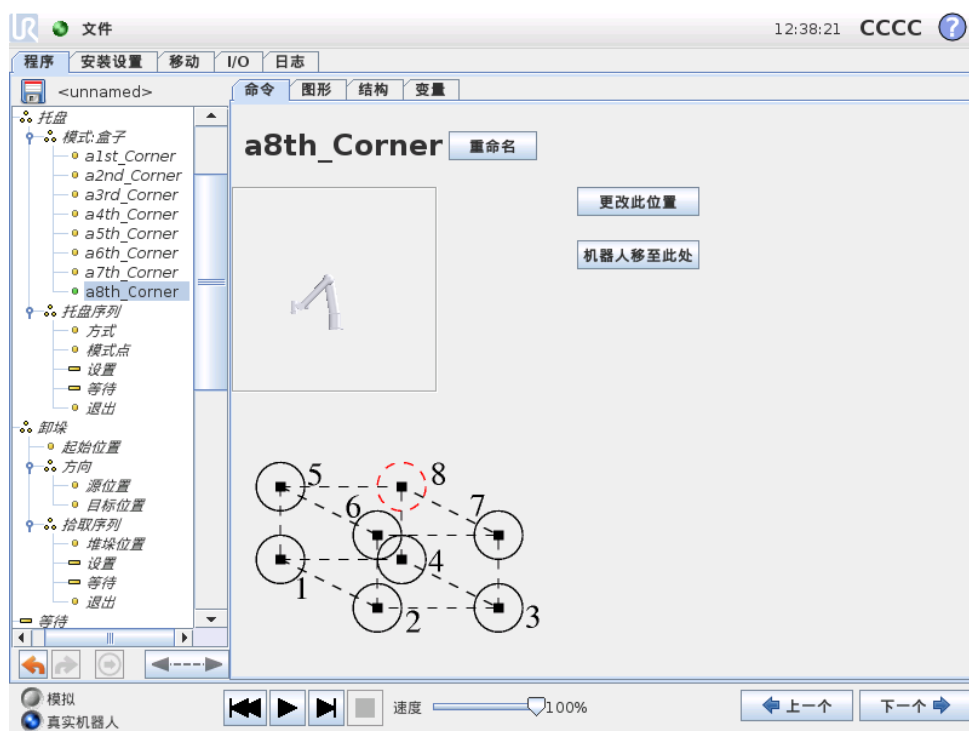 UR 文件 12:38:21 CCCC ?
程序 安装设置 移动 I/O 日志
<unnamed>
命令 图形 结构 变量
托盘
模式:盒子
a1st_Corner
a2nd_Corner
a3rd_Corner
a4th_Corner
a5th_Corner
a6th_Corner
a7th_Corner
a8th_Corner
托盘序列
方式
模式点
设置
等待
退出
卸垛
起始位置
方向
源位置
目标位置
拾取序列
堆垛位置
设置
等待
退出
等待
a8th_Corner 重命名
更改此位置
机器人移至此处
5 8
6 7
1 4
2 3
模拟
真实机器人
速度 100%
上一个 下一个